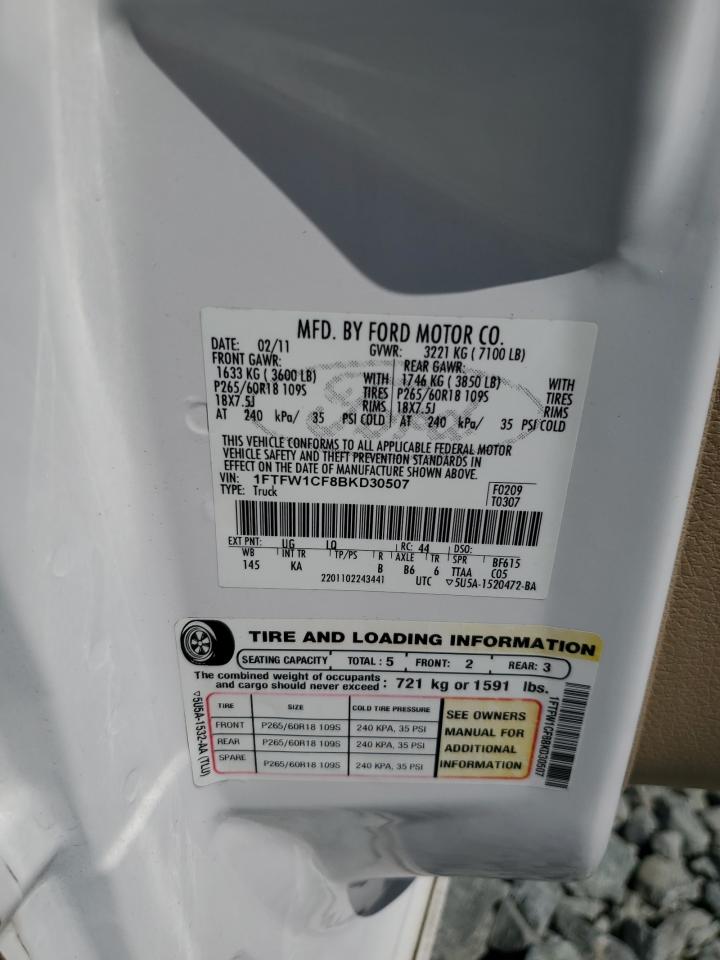 MFD. BY FORD MOTOR CO.
DATE: 02/11 GVWR: 3221 KG (7100 LB)
FRONT GAWR: REAR GAWR:
1633 KG (3600 LB) WITH 1746 KG (3850 LB) WITH
P265/60R18 109S TIRES P265/60R18 109S TIRES
18X7.5J RIMS 18X7.5J RIMS
AT 240 kPa/ 35 PSI COLD AT 240 kPa/ 35 PSI COLD
Ford
THIS VEHICLE CONFORMS TO ALL APPLICABLE FEDERAL MOTOR
VEHICLE SAFETY AND THEFT PREVENTION STANDARDS IN
EFFECT ON THE DATE OF MANUFACTURE SHOWN ABOVE.
VIN: 1FTFW1CF8BKD30507 F0209
TYPE: Truck T0307
EXT PNT: UG LQ RC: 44 DSO:
WB INT TR TP/PS R AXLE TR SPR BF615
145 KA B B6 6 TTAA C05
2201102243441 UTC ▽5U5A-1520472-BA
TIRE AND LOADING INFORMATION
SEATING CAPACITY TOTAL: 5 FRONT: 2 REAR: 3
The combined weight of occupants
and cargo should never exceed: 721 kg or 1591 lbs.
TIRE SIZE COLD TIRE PRESSURE
FRONT P265/60R18 109S 240 KPA, 35 PSI
REAR P265/60R18 109S 240 KPA, 35 PSI
SPARE P265/60R18 109S 240 KPA, 35 PSI
SEE OWNERS
MANUAL FOR
ADDITIONAL
INFORMATION
▽5U5A-1532-AA (TLU)
1FTFW1CF8BKD30507